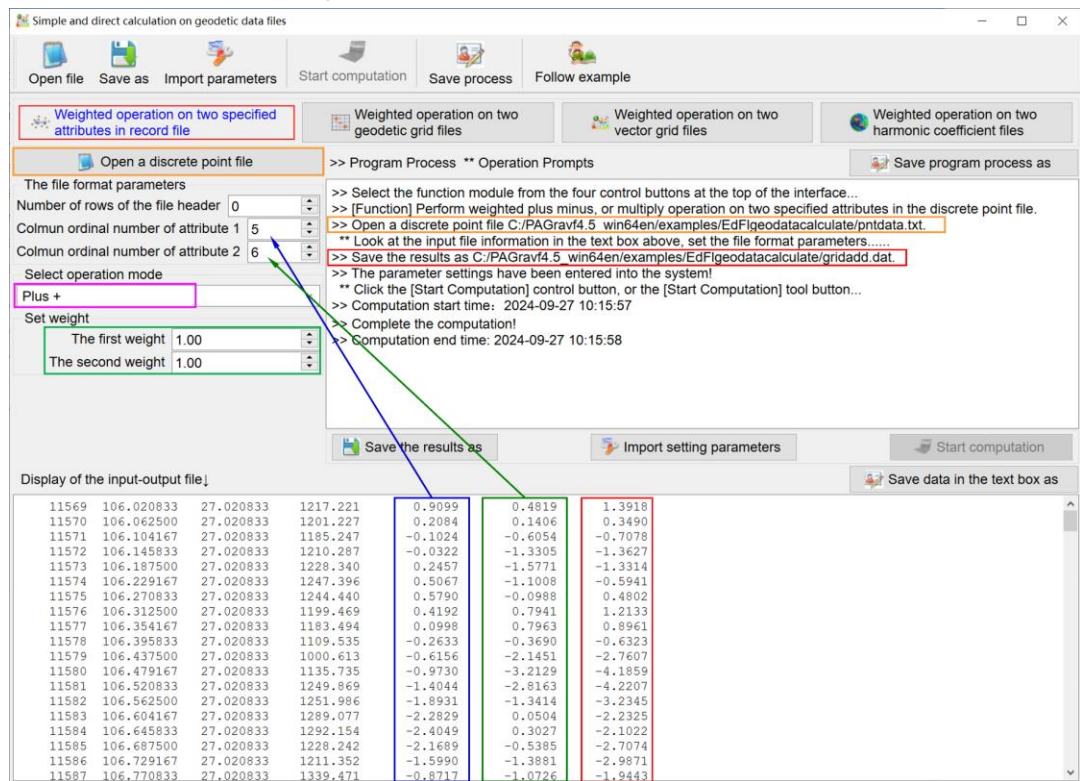 Simple and direct calculation on geodetic data files
Open file Save as Import parameters Start computation Save process Follow example
Weighted operation on two specified
attributes in record file
Weighted operation on two
geodetic grid files
Weighted operation on two
vector grid files
Weighted operation on two
harmonic coefficient files
Open a discrete point file
>> Program Process ** Operation Prompts
Save program process as
The file format parameters
Number of rows of the file header 0
Colmun ordinal number of attribute 1 5
Colmun ordinal number of attribute 2 6
Select operation mode
Plus +
Set weight
The first weight 1.00
The second weight 1.00
>> Select the function module from the four control buttons at the top of the interface...
>> [Function] Perform weighted plus minus, or multiply operation on two specified attributes in the discrete point file.
>> Open a discrete point file C:/PAGravf4.5_win64en/examples/EdFlgeodatacalculate/pntdata.txt.
** Look at the input file information in the text box above, set the file format parameters......
>> Save the results as C:/PAGravf4.5_win64en/examples/EdFlgeodatacalculate/gridadd.dat.
>> The parameter settings have been entered into the system!
** Click the [Start Computation] control button, or the [Start Computation] tool button...
>> Computation start time: 2024-09-27 10:15:57
>> Complete the computation!
>> Computation end time: 2024-09-27 10:15:58
Save the results as Import setting parameters Start computation
Display of the input-output file↓
Save data in the text box as
11569 106.020833 27.020833 1217.221 0.9099 0.4819 1.3918
11570 106.062500 27.020833 1201.227 0.2084 0.1406 0.3490
11571 106.104167 27.020833 1185.247 -0.1024 -0.6054 -0.7078
11572 106.145833 27.020833 1210.287 -0.0322 -1.3305 -1.3627
11573 106.187500 27.020833 1228.340 0.2457 -1.5771 -1.3314
11574 106.229167 27.020833 1247.396 0.5067 -1.1008 -0.5941
11575 106.270833 27.020833 1244.440 0.5790 -0.0988 0.4802
11576 106.312500 27.020833 1199.469 0.4192 0.7941 1.2133
11577 106.354167 27.020833 1183.494 0.0998 0.7963 0.8961
11578 106.395833 27.020833 1109.535 -0.2633 -0.3690 -0.6323
11579 106.437500 27.020833 1000.613 -0.6156 -2.1451 -2.7607
11580 106.479167 27.020833 1135.735 -0.9730 -3.2129 -4.1859
11581 106.520833 27.020833 1249.869 -1.4044 -2.8163 -4.2207
11582 106.562500 27.020833 1251.986 -1.8931 -1.3414 -3.2345
11583 106.604167 27.020833 1289.077 -2.2829 0.0504 -2.2325
11584 106.645833 27.020833 1292.154 -2.4049 0.3027 -2.1022
11585 106.687500 27.020833 1228.242 -2.1689 -0.5385 -2.7074
11586 106.729167 27.020833 1211.352 -1.5990 -1.3881 -2.9871
11587 106.770833 27.020833 1339.471 -0.8717 -1.0726 -1.9443